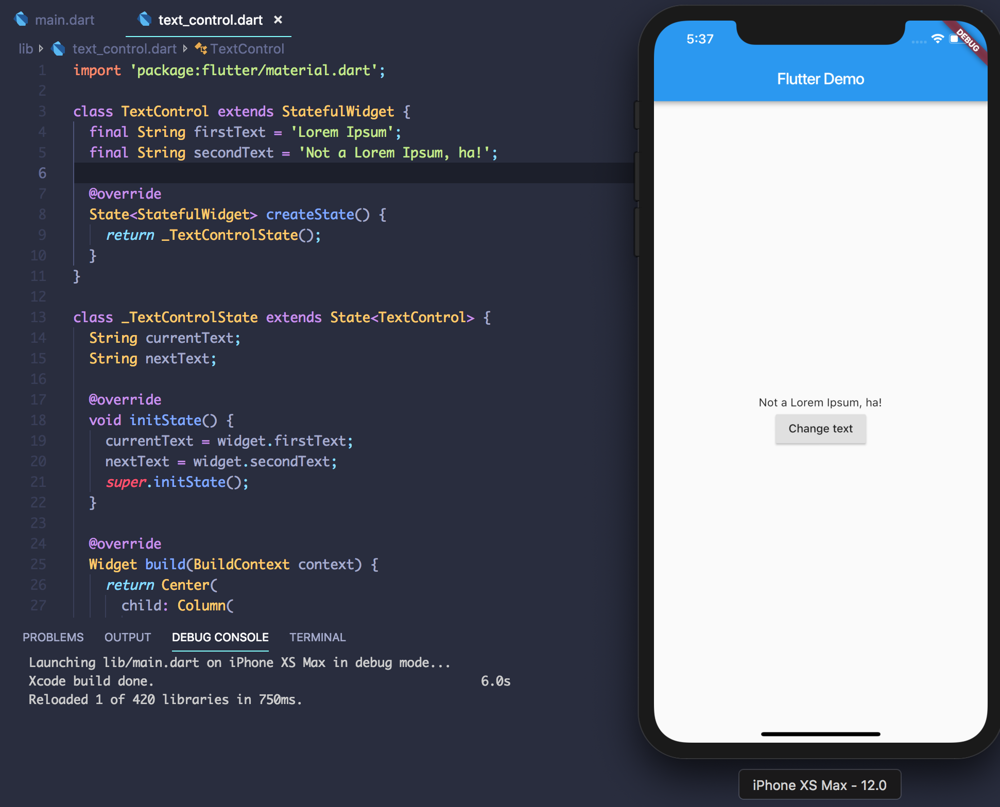 main.dart
text_control.dart ×
lib text_control.dart TextControl
1 import 'package:flutter/material.dart';
2
3 class TextControl extends StatefulWidget {
4 final String firstText = 'Lorem Ipsum';
5 final String secondText = 'Not a Lorem Ipsum, ha!';
6
7 @override
8 State<StatefulWidget> createState() {
9 return _TextControlState();
10 }
11 }
12
13 class _TextControlState extends State<TextControl> {
14 String currentText;
15 String nextText;
16
17 @override
18 void initState() {
19 currentText = widget.firstText;
20 nextText = widget.secondText;
21 super.initState();
22 }
23
24 @override
25 Widget build(BuildContext context) {
26 return Center(
27 child: Column(
PROBLEMS OUTPUT DEBUG CONSOLE TERMINAL
Launching lib/main.dart on iPhone XS Max in debug mode...
Xcode build done. 6.0s
Reloaded 1 of 420 libraries in 750ms.
5:37
DEBUG
Flutter Demo
Not a Lorem Ipsum, ha!
Change text
iPhone XS Max - 12.0